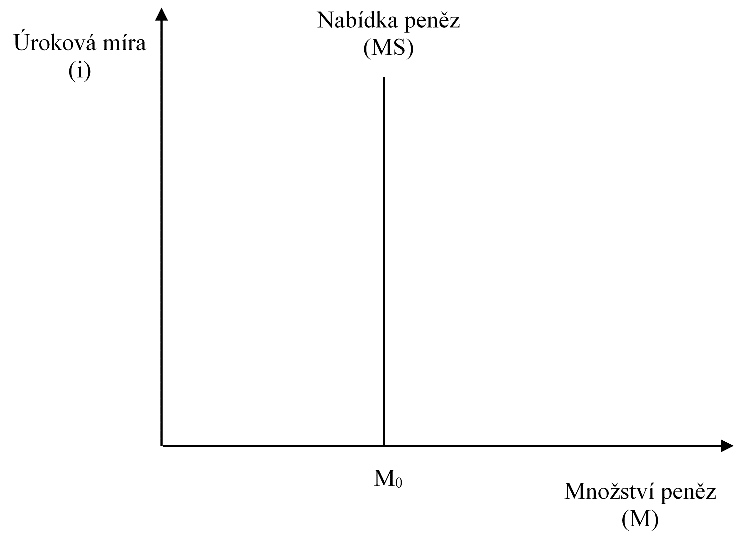 Nabídka peněz
(MS)
Úroková míra
(i)
M₀
Množství peněz
(M)